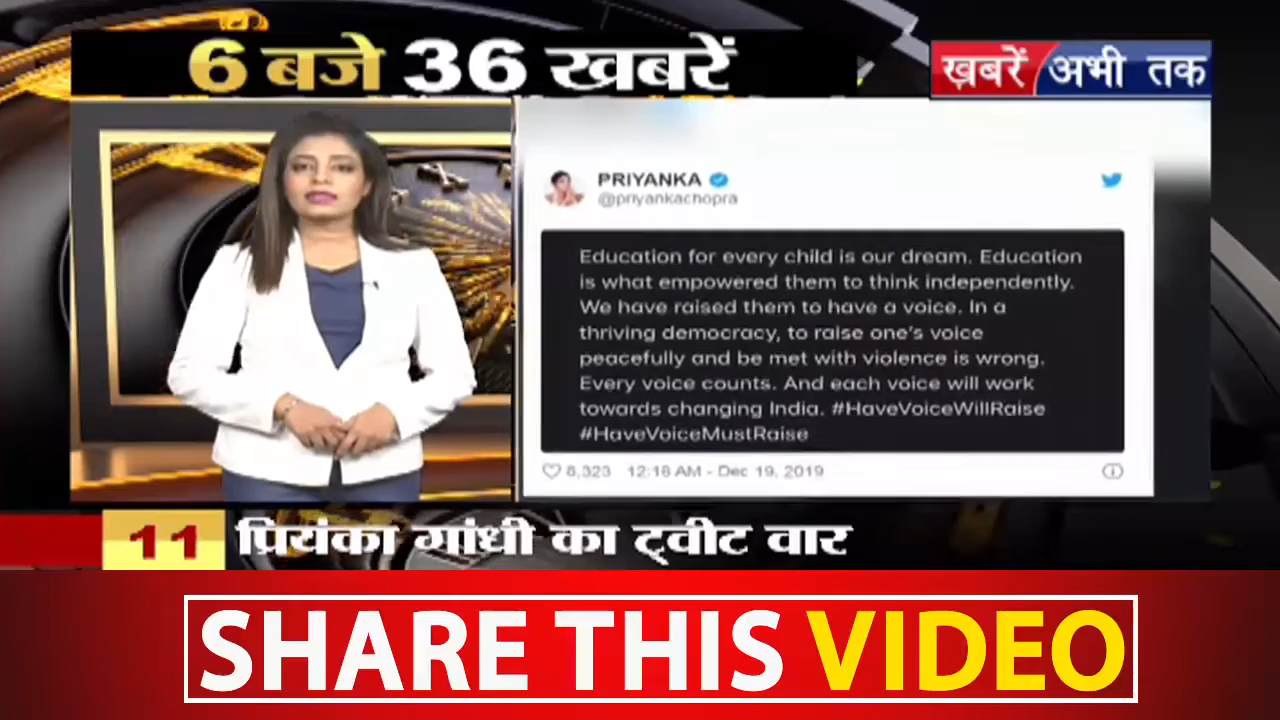 6 बजे 36 खबरें
ख़बरें अभी तक
PRIYANKA
@priyankachopra
Education for every child is our dream. Education
is what empowered them to think independently.
We have raised them to have a voice. In a
thriving democracy, to raise one's voice
peacefully and be met with violence is wrong.
Every voice counts. And each voice will work
towards changing India. #HaveVoiceWillRaise
#HaveVoiceMustRaise
8,323 12:18 AM - Dec 19, 2019
11 प्रियंका गांधी का ट्वीट वार
SHARE THIS VIDEO